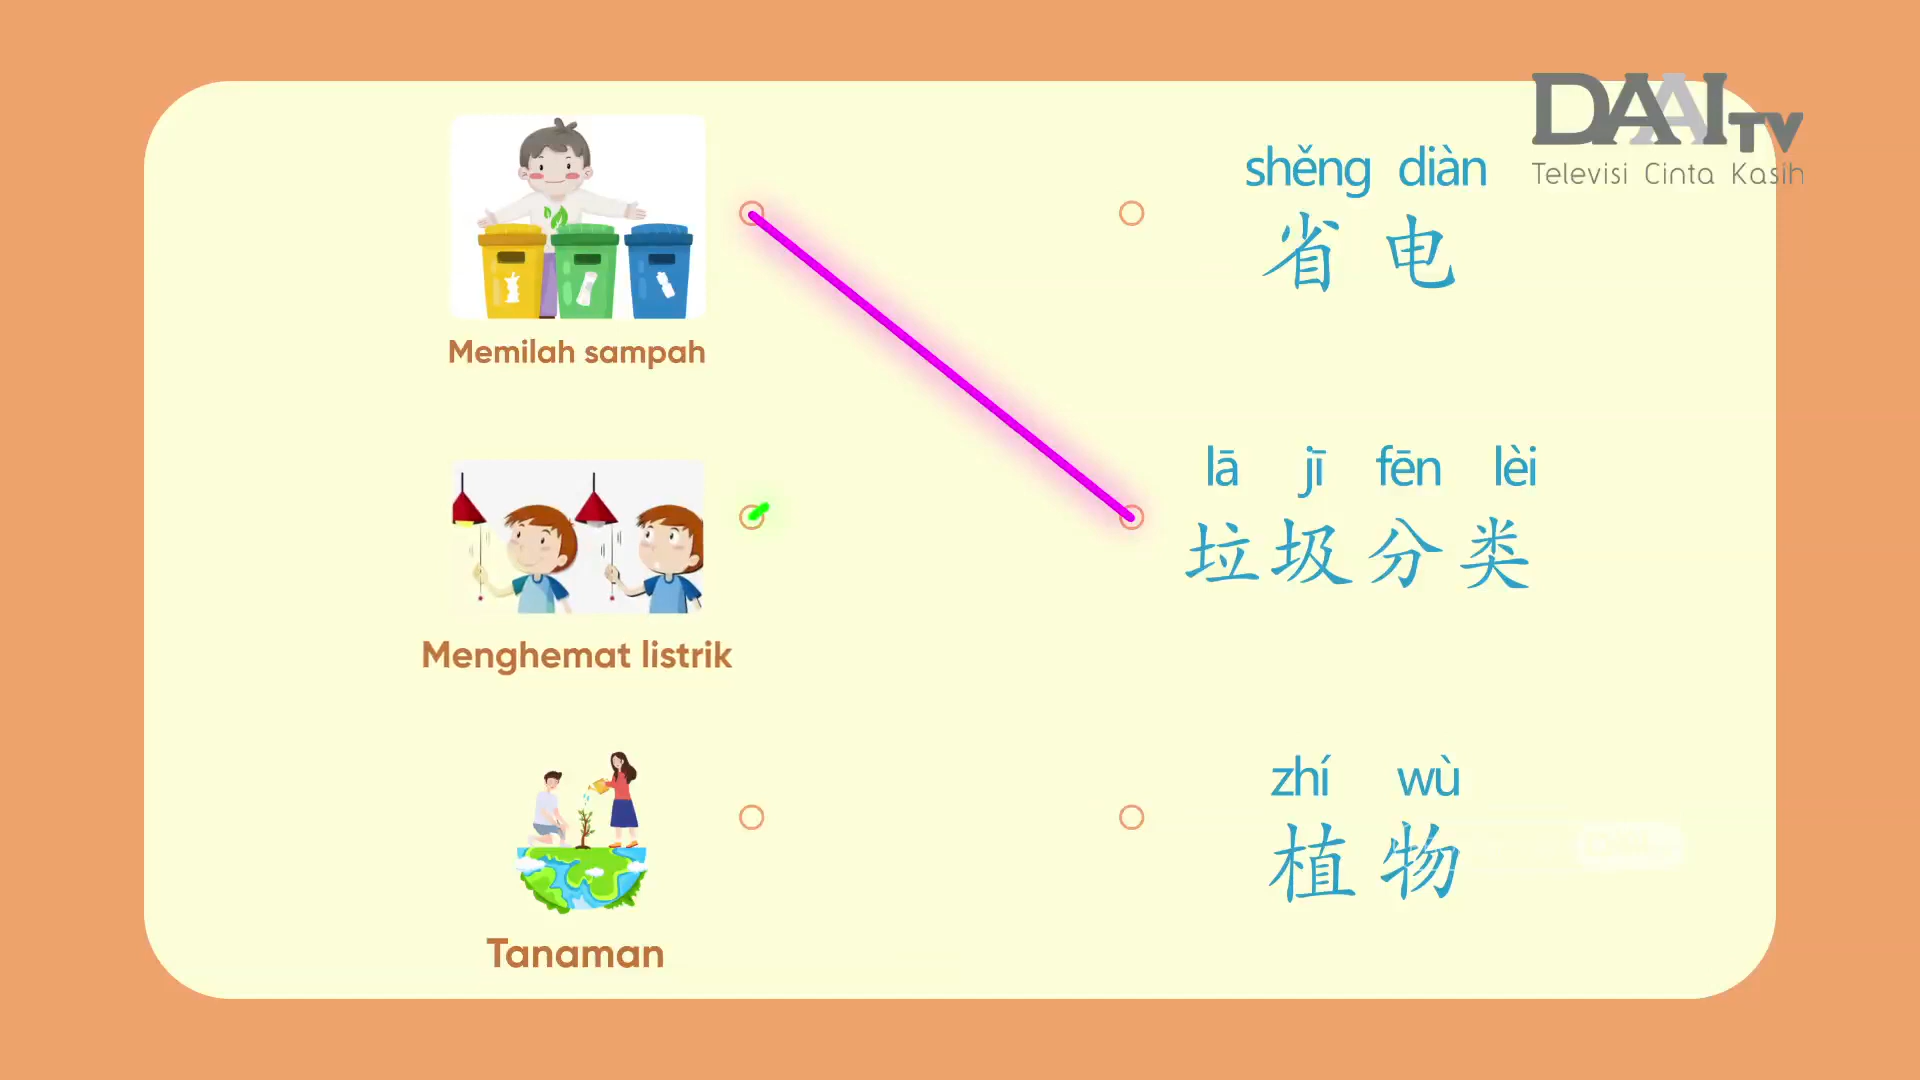 DAAI TV
Televisi Cinta Kasih
shěng diàn
省电
Memilah sampah
lā jī fēn lèi
垃圾分类
Menghemat listrik
zhí wù
植物
Tanaman